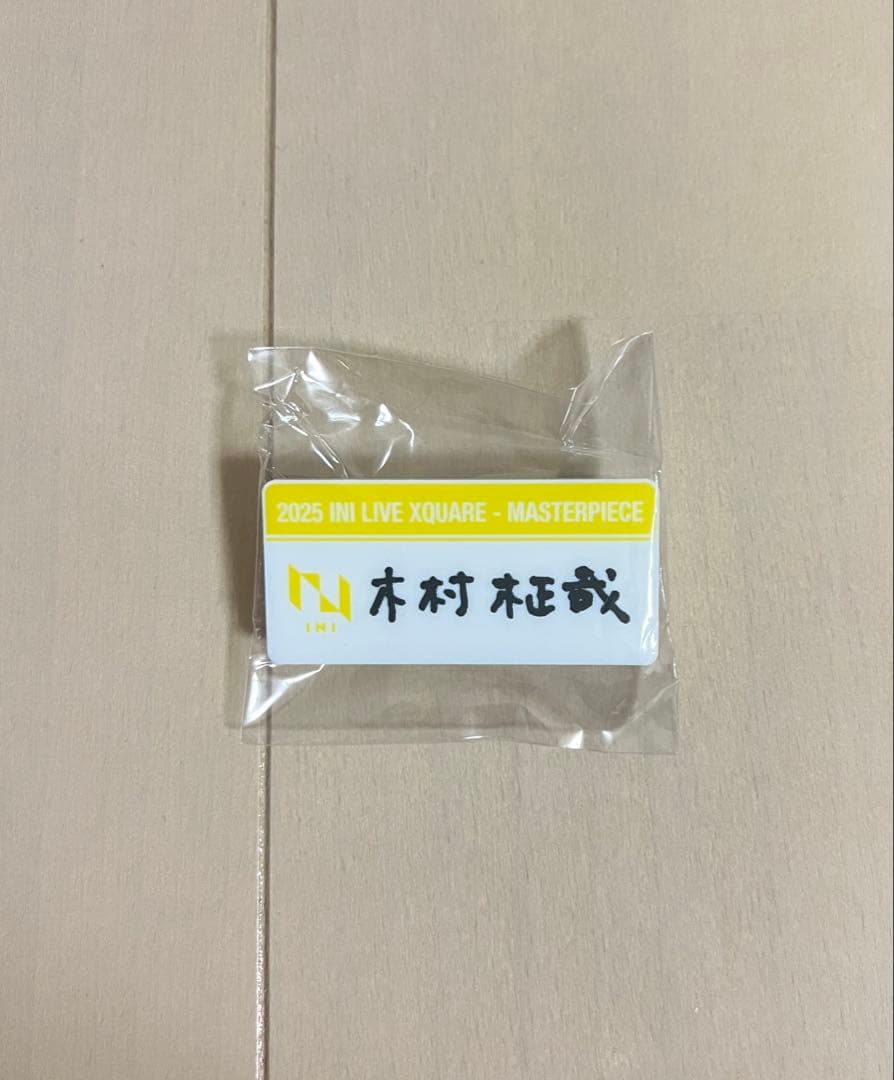 2025 INI LIVE XQUARE - MASTERPIECE
木村 柾哉
INI